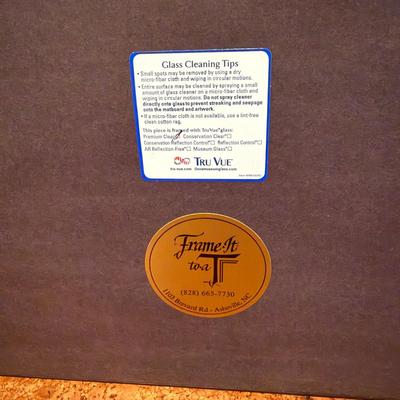 Glass Cleaning Tips
• Small spots may be removed by using a dry
micro-fiber cloth and wiping in circular motions.
• Entire surface may be cleaned by spraying a small
amount of glass cleaner on a micro-fiber cloth and
wiping in circular motions. Do not spray cleaner
directly onto glass to prevent streaking and seepage
onto the matboard and artwork.
• If a micro-fiber cloth is not available, use a lint-free
clean cotton rag.
This piece is framed with Tru Vue® glass:
Premium Clear® Conservation Clear®
Conservation Reflection Control® Reflection Control®
AR Reflection-Free® Museum Glass®
TRU VUE®
tru-vue.com
Frame-It
to-a
T
(828) 665-7730
1103 Brevard Rd. - Asheville, NC